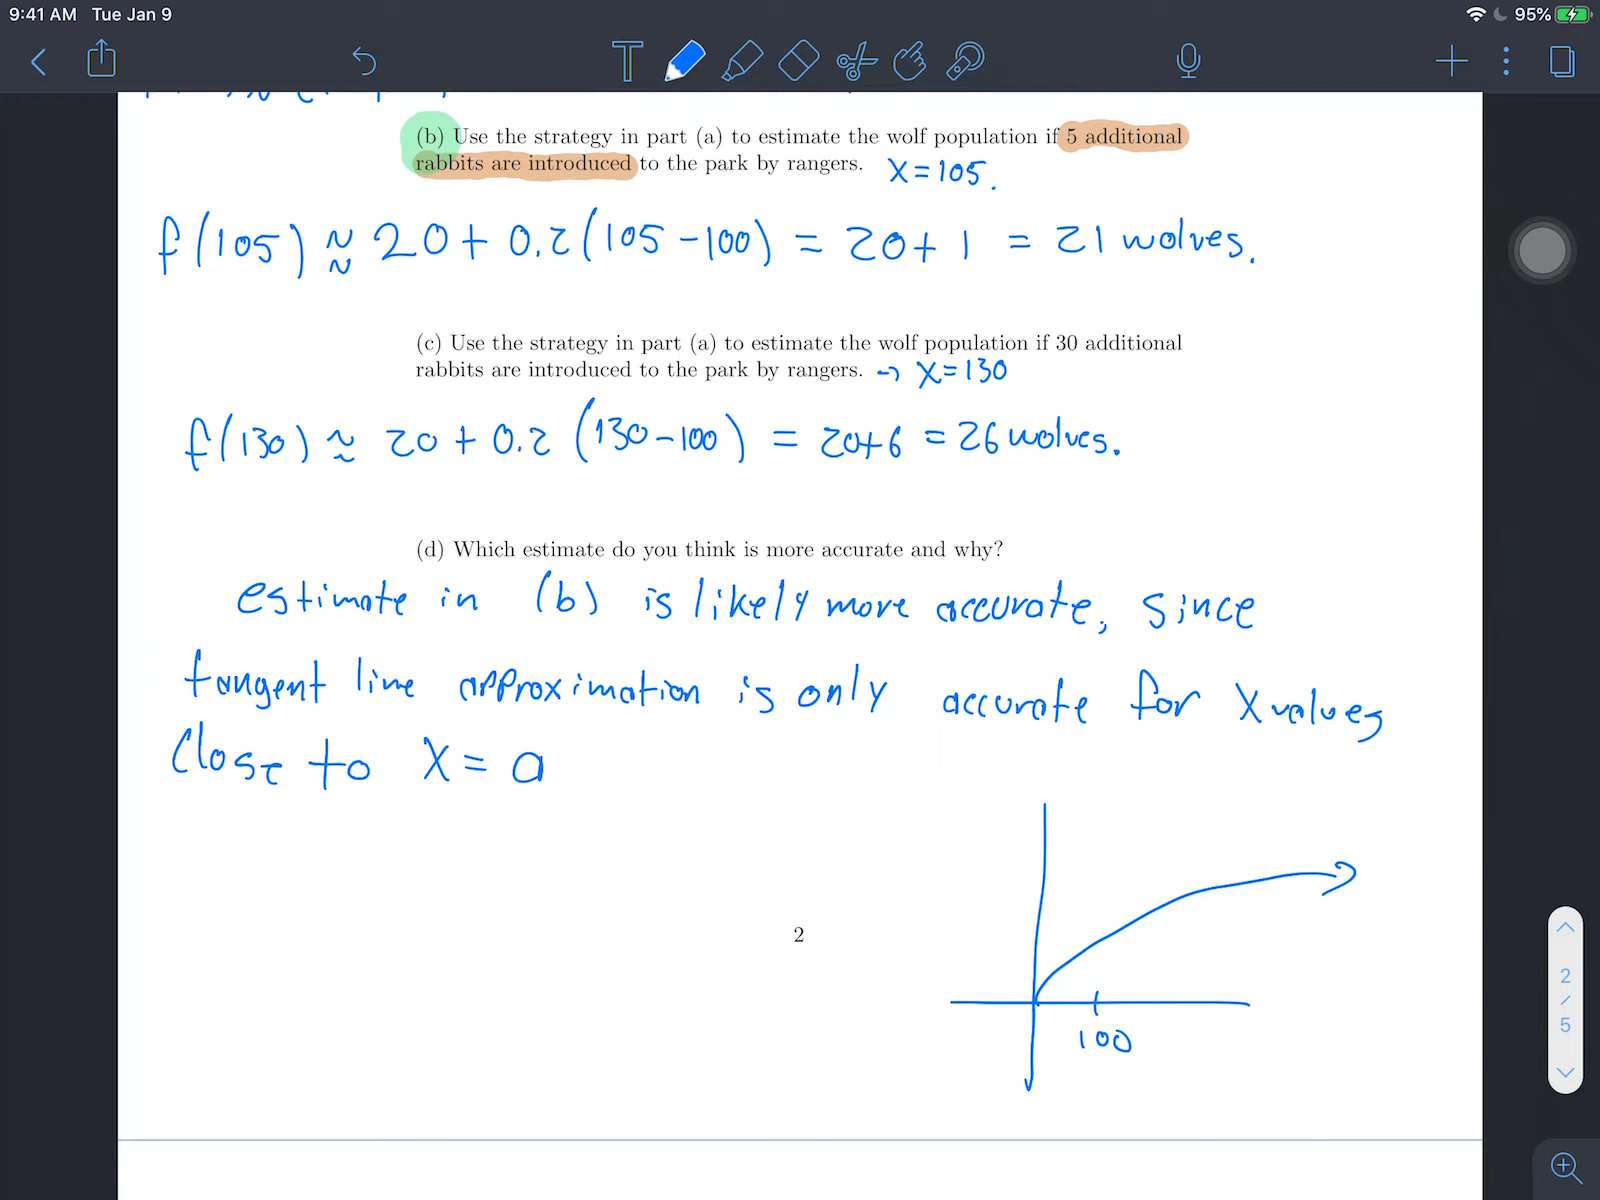 9:41 AM Tue Jan 9
95%
(b) Use the strategy in part (a) to estimate the wolf population if 5 additional
rabbits are introduced to the park by rangers. X=105.
f(105) ≈ 20+ 0.2(105-100) = 20+1 = 21 wolves.
(c) Use the strategy in part (a) to estimate the wolf population if 30 additional
rabbits are introduced to the park by rangers. → X=130
f(130) ≈ 20+0.2 (130-100) = 20+6 = 26 wolves.
(d) Which estimate do you think is more accurate and why?
estimate in (b) is likely more accurate, since
tangent line approximation is only accurate for X values
close to X= a
2
100
2
/
5